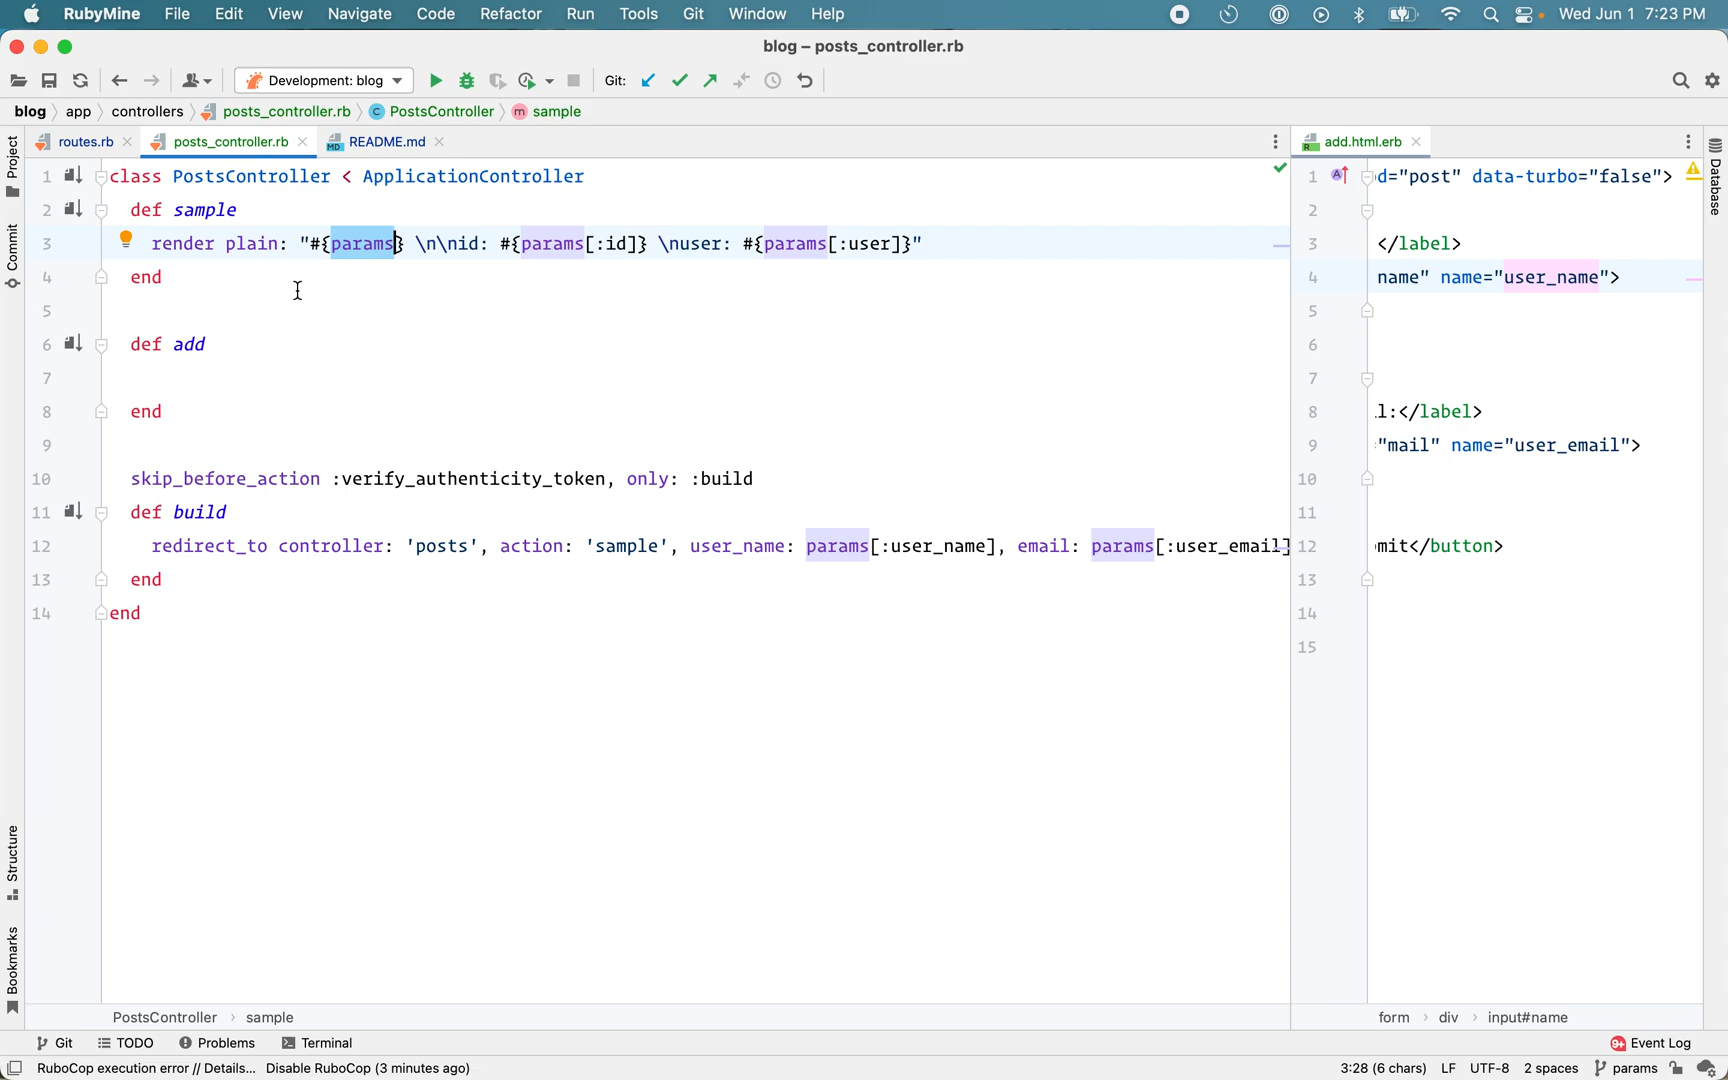 RubyMine File Edit View Navigate Code Refactor Run Tools Git Window Help Wed Jun 1 7:23 PM
blog – posts_controller.rb
Development: blog Git:
blog app controllers posts_controller.rb C PostsController m sample
routes.rb posts_controller.rb MD README.md add.html.erb
Project
Commit
Structure
Bookmarks
Database
1 class PostsController < ApplicationController
2 def sample
3 render plain: "#{params} \n\nid: #{params[:id]} \nuser: #{params[:user]}"
4 end
5
6 def add
7
8 end
9
10 skip_before_action :verify_authenticity_token, only: :build
11 def build
12 redirect_to controller: 'posts', action: 'sample', user_name: params[:user_name], email: params[:user_email]
13 end
14 end
1 d="post" data-turbo="false">
2
3 </label>
4 name" name="user_name">
5
6
7
8 l:</label>
9 "mail" name="user_email">
10
11
12 mit</button>
13
14
15
PostsController sample form div input#name
Git TODO Problems Terminal 9+ Event Log
RuboCop execution error // Details... Disable RuboCop (3 minutes ago) 3:28 (6 chars) LF UTF-8 2 spaces params